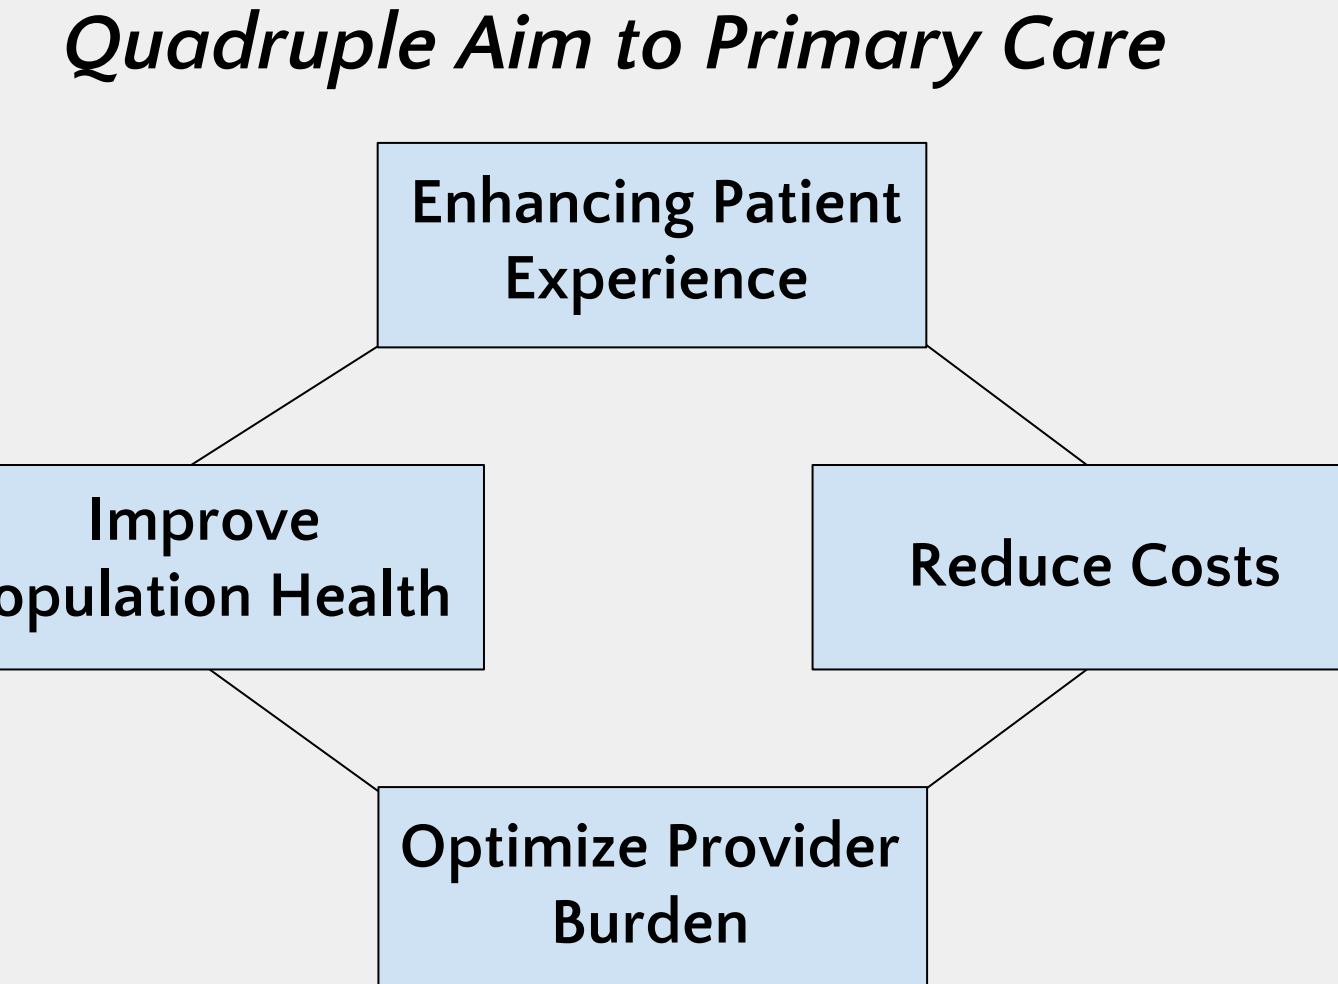 Quadruple Aim to Primary Care
Enhancing Patient
Experience
Improve
opulation Health
Reduce Costs
Optimize Provider
Burden